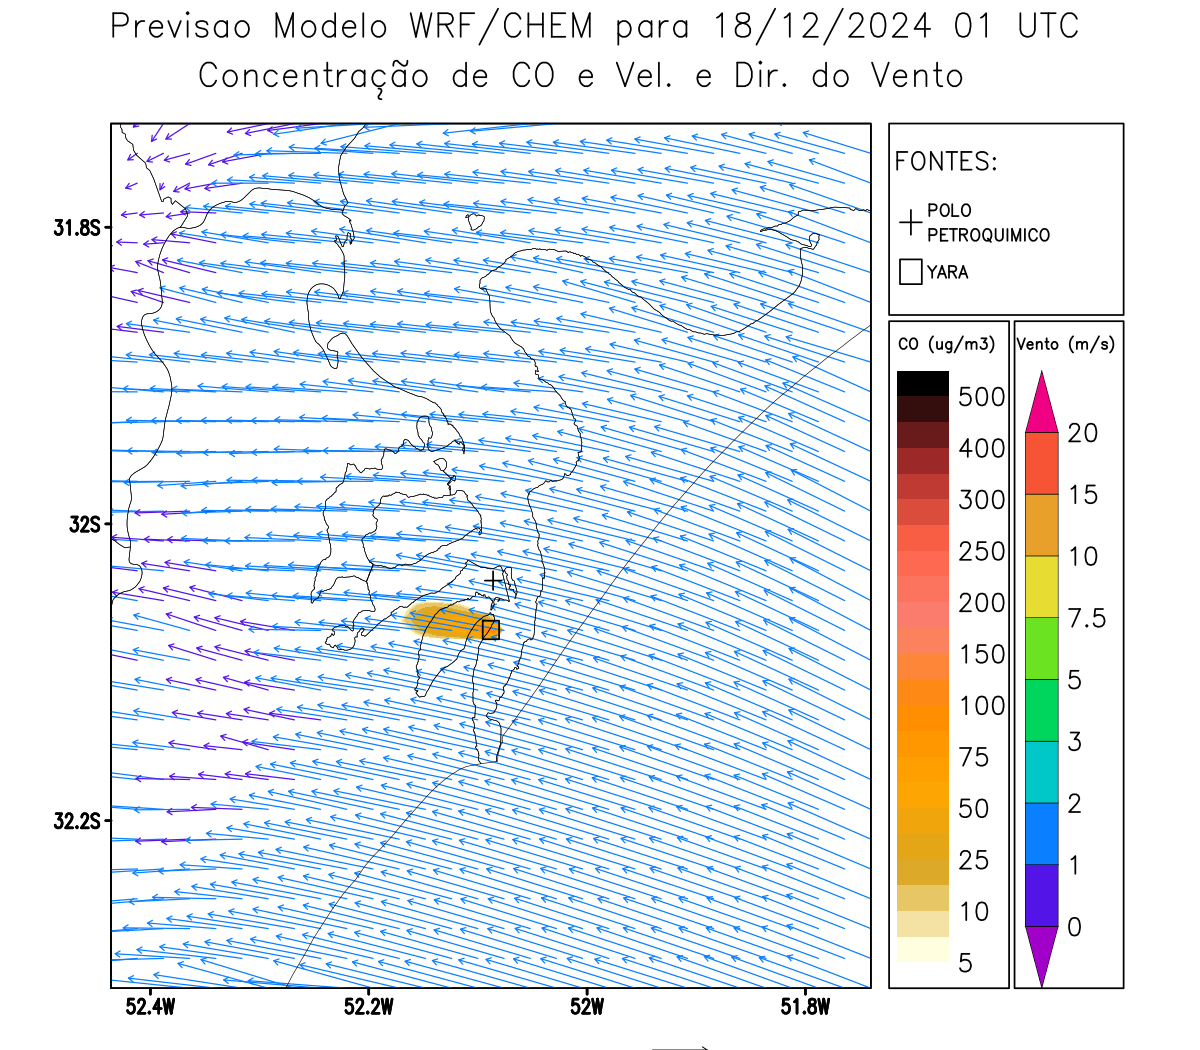 Previsao Modelo WRF/CHEM para 18/12/2024 01 UTC
Concentração de CO e Vel. e Dir. do Vento
FONTES:
POLO
PETROQUIMICO
YARA
CO (ug/m3)
500
400
300
250
200
150
100
75
50
25
10
5
Vento (m/s)
20
15
10
7.5
5
3
2
1
0
31.8S
32S
32.2S
52.4W
52.2W
52W
51.8W